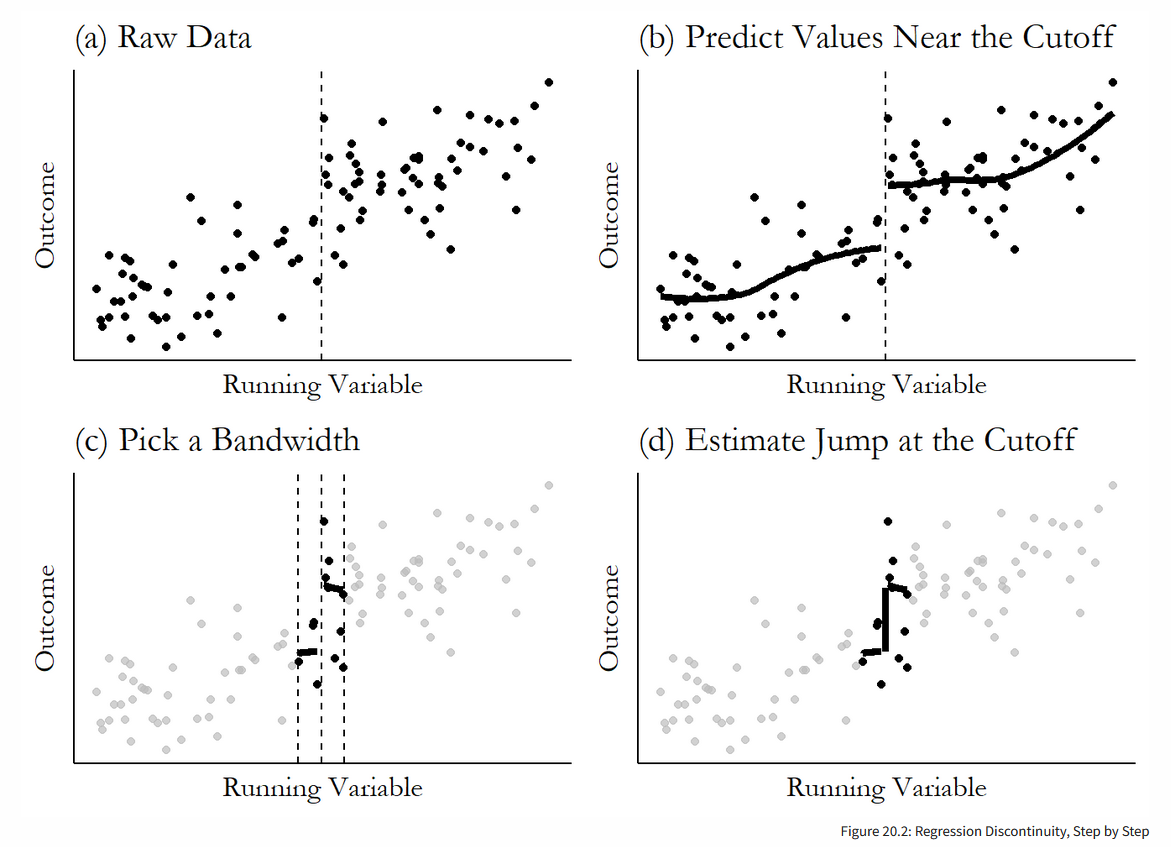 (a) Raw Data
Outcome
Running Variable
(b) Predict Values Near the Cutoff
Outcome
Running Variable
(c) Pick a Bandwidth
Outcome
Running Variable
(d) Estimate Jump at the Cutoff
Outcome
Running Variable
Figure 20.2: Regression Discontinuity, Step by Step